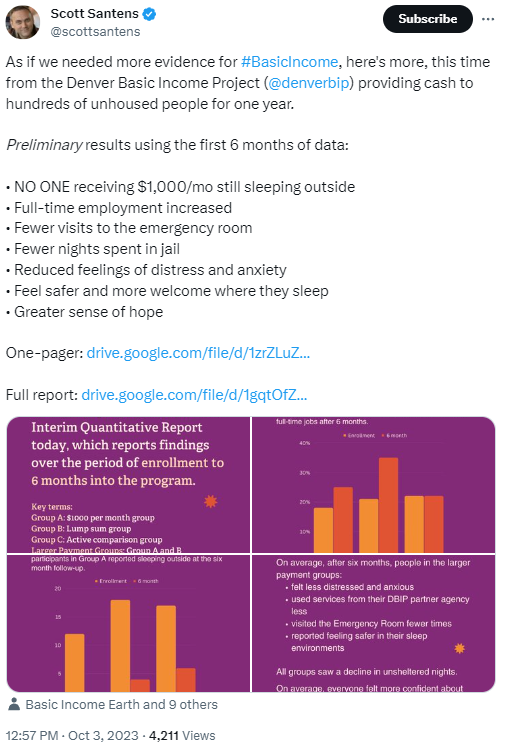 Scott Santens
@scottsantens
Subscribe
As if we needed more evidence for #BasicIncome, here's more, this time
from the Denver Basic Income Project (@denverbip) providing cash to
hundreds of unhoused people for one year.
Preliminary results using the first 6 months of data:
• NO ONE receiving $1,000/mo still sleeping outside
• Full-time employment increased
• Fewer visits to the emergency room
• Fewer nights spent in jail
• Reduced feelings of distress and anxiety
• Feel safer and more welcome where they sleep
• Greater sense of hope
One-pager: drive.google.com/file/d/1zrZLuZ...
Full report: drive.google.com/file/d/1gqtOfZ...
Interim Quantitative Report
today, which reports findings
over the period of enrollment to
6 months into the program.
Key terms:
Group A: $1000 per month group
Group B: Lump sum group
Group C: Active comparison group
Larger Payment Groups: Group A and B
full-time jobs after 6 months.
Enrollment 6 month
40%
30%
20%
10%
participants in Group A reported sleeping outside at the six
month follow-up.
Enrollment 6 month
20
15
10
5
On average, after six months, people in the larger
payment groups:
• felt less distressed and anxious
• used services from their DBIP partner agency
less
• visited the Emergency Room fewer times
• reported feeling safer in their sleep
environments
All groups saw a decline in unsheltered nights.
On average, everyone felt more confident about
Basic Income Earth and 9 others
12:57 PM · Oct 3, 2023 · 4,211 Views